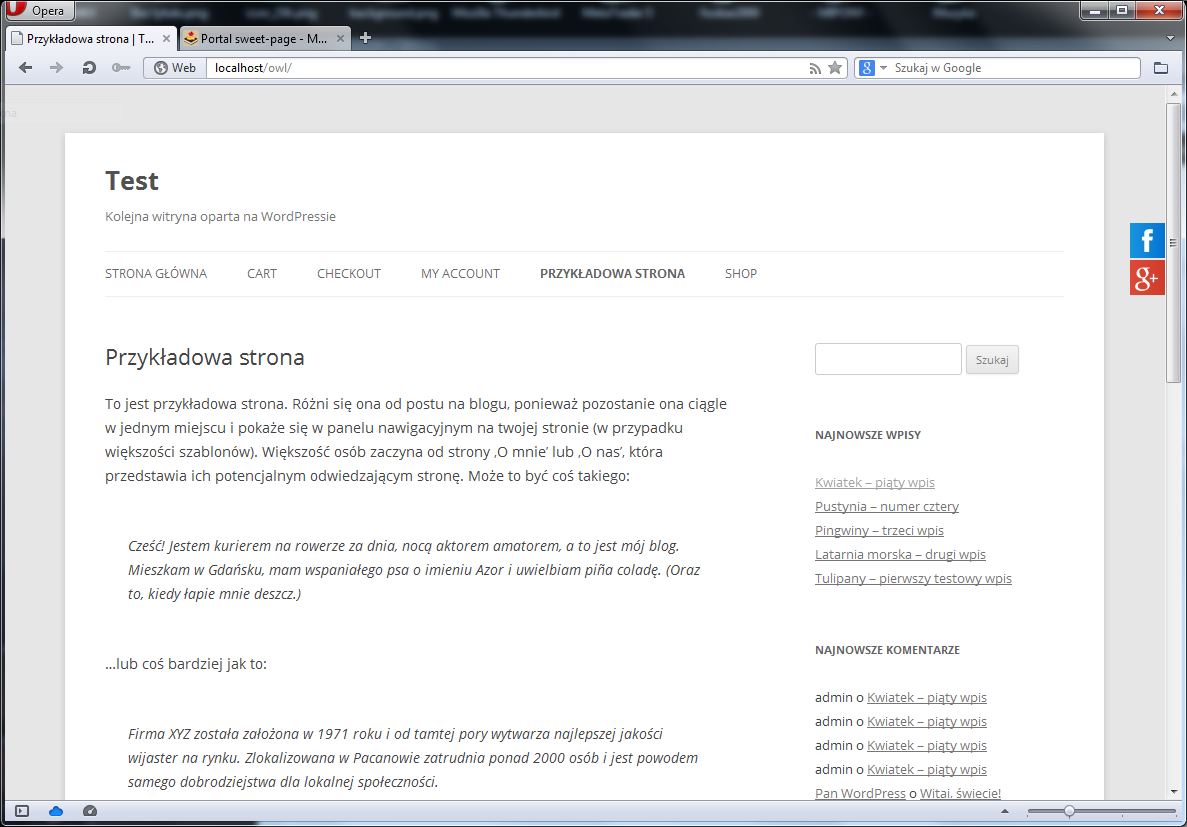 Opera
Przykładowa strona | T...
Portal sweet-page - M...
Web
localhost/owl/
Szukaj w Google
Test
Kolejna witryna oparta na WordPressie
STRONA GŁÓWNA CART CHECKOUT MY ACCOUNT PRZYKŁADOWA STRONA SHOP
Przykładowa strona
To jest przykładowa strona. Różni się ona od postu na blogu, ponieważ pozostanie ona ciągle
w jednym miejscu i pokaże się w panelu nawigacyjnym na twojej stronie (w przypadku
większości szablonów). Większość osób zaczyna od strony ‚O mnie’ lub ‚O nas’, która
przedstawia ich potencjalnym odwiedzającym stronę. Może to być coś takiego:
Cześć! Jestem kurierem na rowerze za dnia, nocą aktorem amatorem, a to jest mój blog.
Mieszkam w Gdańsku, mam wspaniałego psa o imieniu Azor i uwielbiam piña coladę. (Oraz
to, kiedy łapie mnie deszcz.)
…lub coś bardziej jak to:
Firma XYZ została założona w 1971 roku i od tamtej pory wytwarza najlepszej jakości
wijaster na rynku. Zlokalizowana w Pacanowie zatrudnia ponad 2000 osób i jest powodem
samego dobrodziejstwa dla lokalnej społeczności.
Szukaj
NAJNOWSZE WPISY
Kwiatek – piąty wpis
Pustynia – numer cztery
Pingwiny – trzeci wpis
Latarnia morska – drugi wpis
Tulipany – pierwszy testowy wpis
NAJNOWSZE KOMENTARZE
admin o Kwiatek – piąty wpis
admin o Kwiatek – piąty wpis
admin o Kwiatek – piąty wpis
admin o Kwiatek – piąty wpis
Pan WordPress o Witaj, świecie!